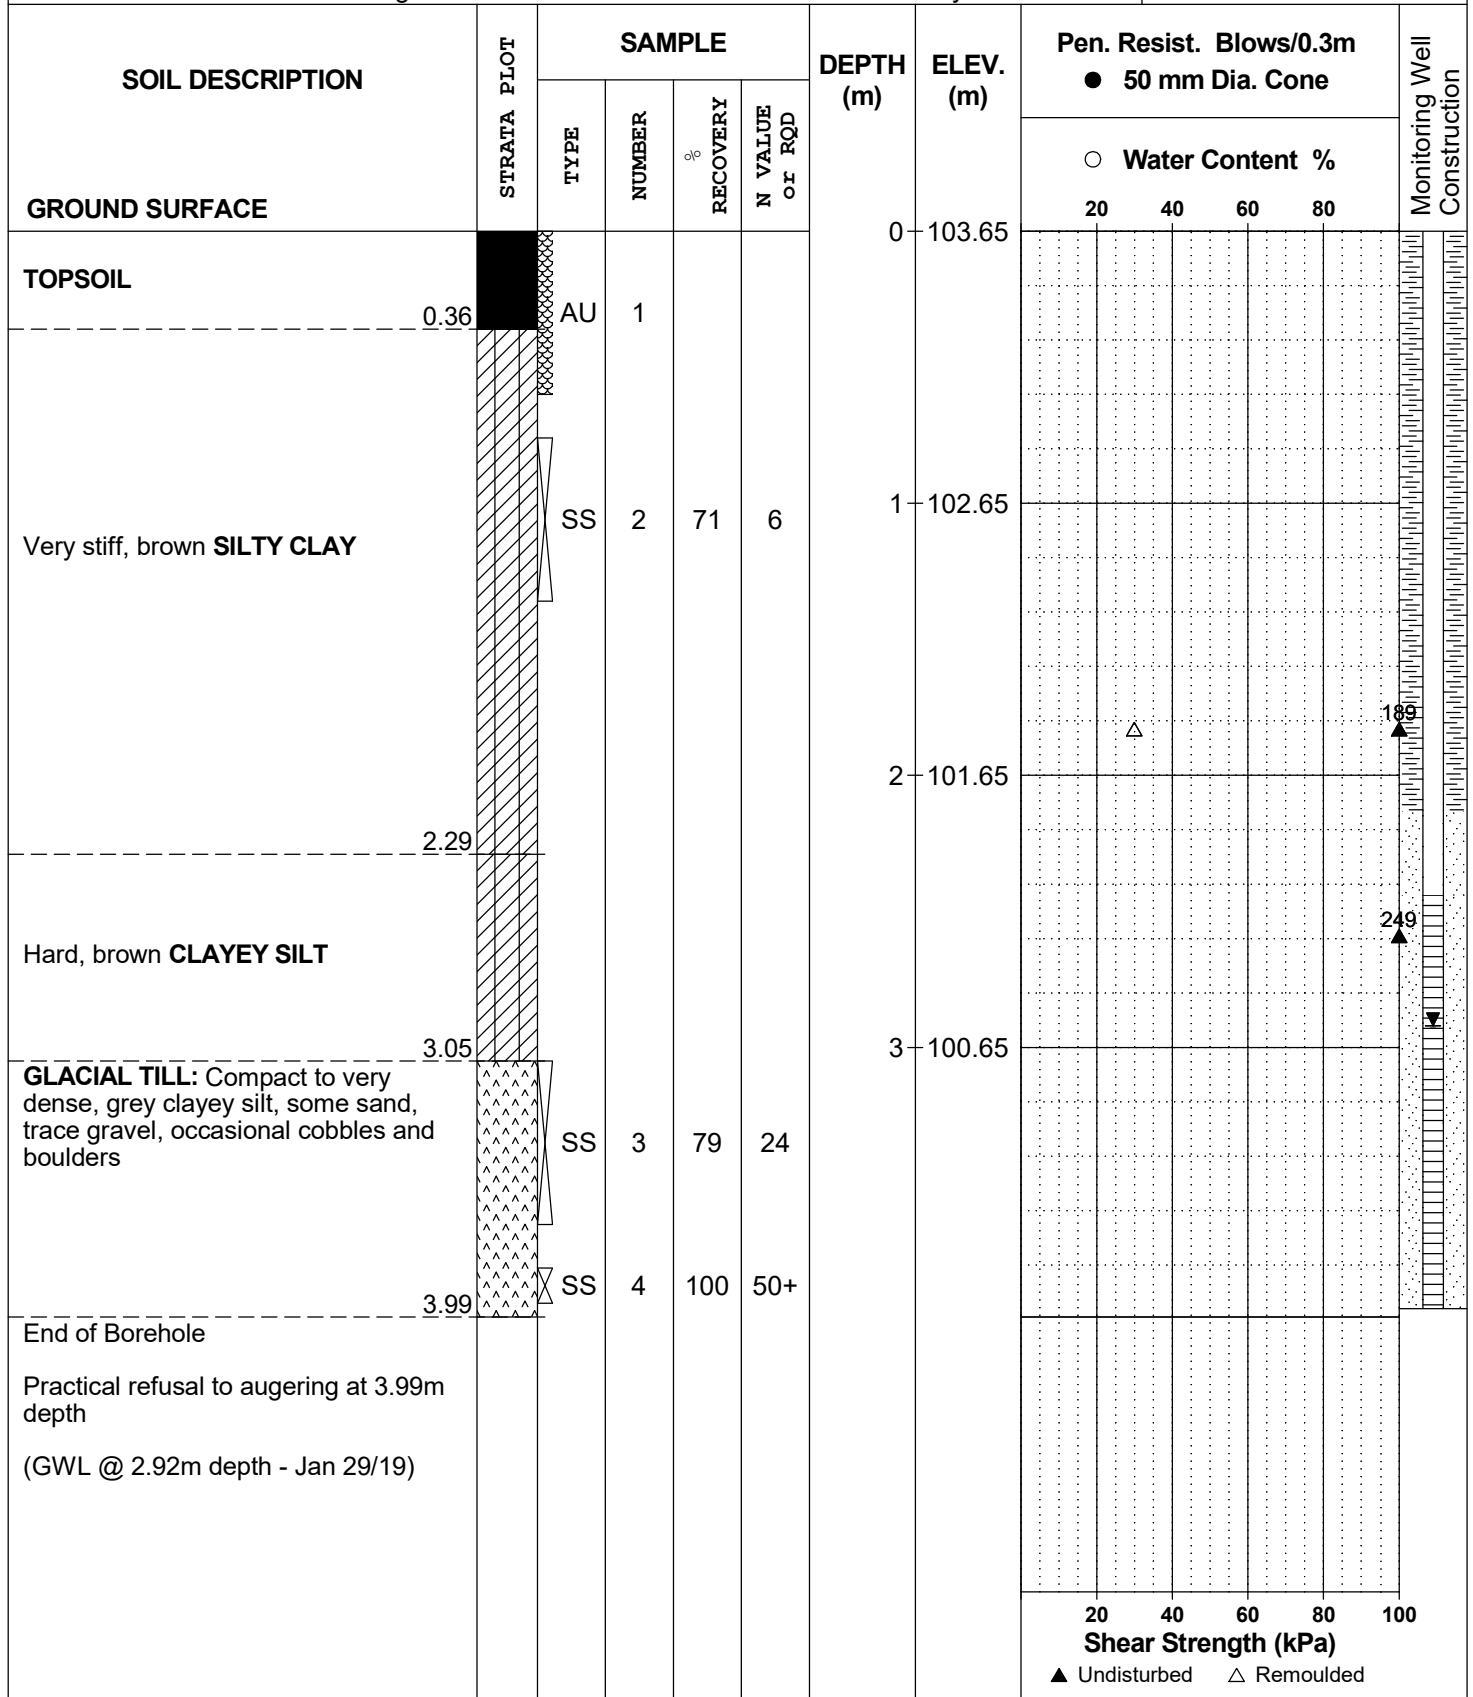 SOIL DESCRIPTION
GROUND SURFACE
STRATA PLOT
SAMPLE
TYPE
NUMBER
% RECOVERY
N VALUE or RQD
DEPTH (m)
ELEV. (m)
Pen. Resist. Blows/0.3m
● 50 mm Dia. Cone
○ Water Content %
20 40 60 80
Monitoring Well Construction
0 103.65
TOPSOIL
0.36
AU 1
SS 2 71 6
1 102.65
Very stiff, brown SILTY CLAY
189
2 101.65
2.29
249
Hard, brown CLAYEY SILT
3.05
3 100.65
GLACIAL TILL: Compact to very
dense, grey clayey silt, some sand,
trace gravel, occasional cobbles and
boulders
SS 3 79 24
SS 4 100 50+
3.99
End of Borehole
Practical refusal to augering at 3.99m
depth
(GWL @ 2.92m depth - Jan 29/19)
20 40 60 80 100
Shear Strength (kPa)
▲ Undisturbed △ Remoulded